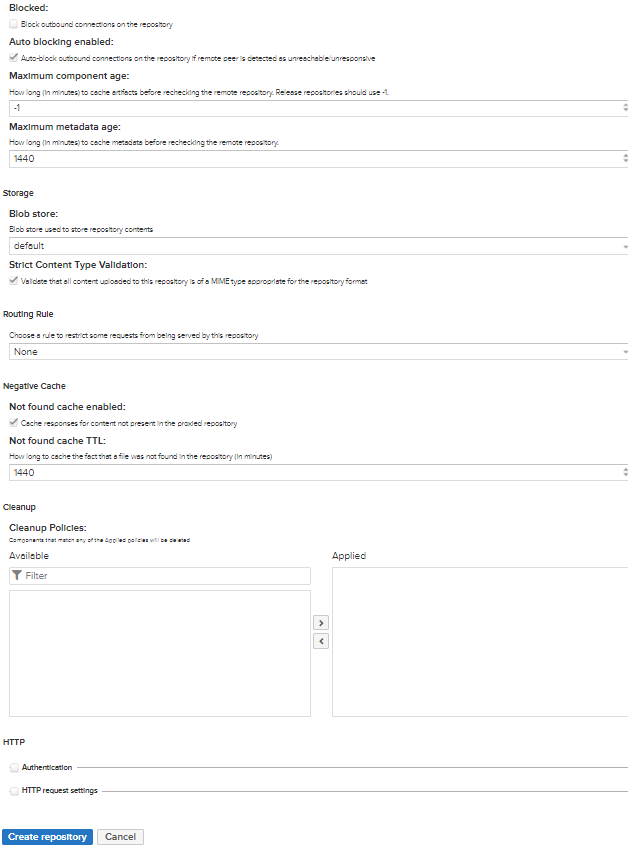 Blocked:
Block outbound connections on the repository
Auto blocking enabled:
Auto-block outbound connections on the repository if remote peer is detected as unreachable/unresponsive
Maximum component age:
How long (in minutes) to cache artifacts before rechecking the remote repository. Release repositories should use -1.
-1
Maximum metadata age:
How long (in minutes) to cache metadata before rechecking the remote repository.
1440
Storage
Blob store:
Blob store used to store repository contents
default
Strict Content Type Validation:
Validate that all content uploaded to this repository is of a MIME type appropriate for the repository format
Routing Rule
Choose a rule to restrict some requests from being served by this repository
None
Negative Cache
Not found cache enabled:
Cache responses for content not present in the proxied repository
Not found cache TTL:
How long to cache the fact that a file was not found in the repository (in minutes)
1440
Cleanup
Cleanup Policies:
Components that match any of the Applied policies will be deleted
Available
Applied
Filter
HTTP
Authentication
HTTP request settings
Create repository
Cancel